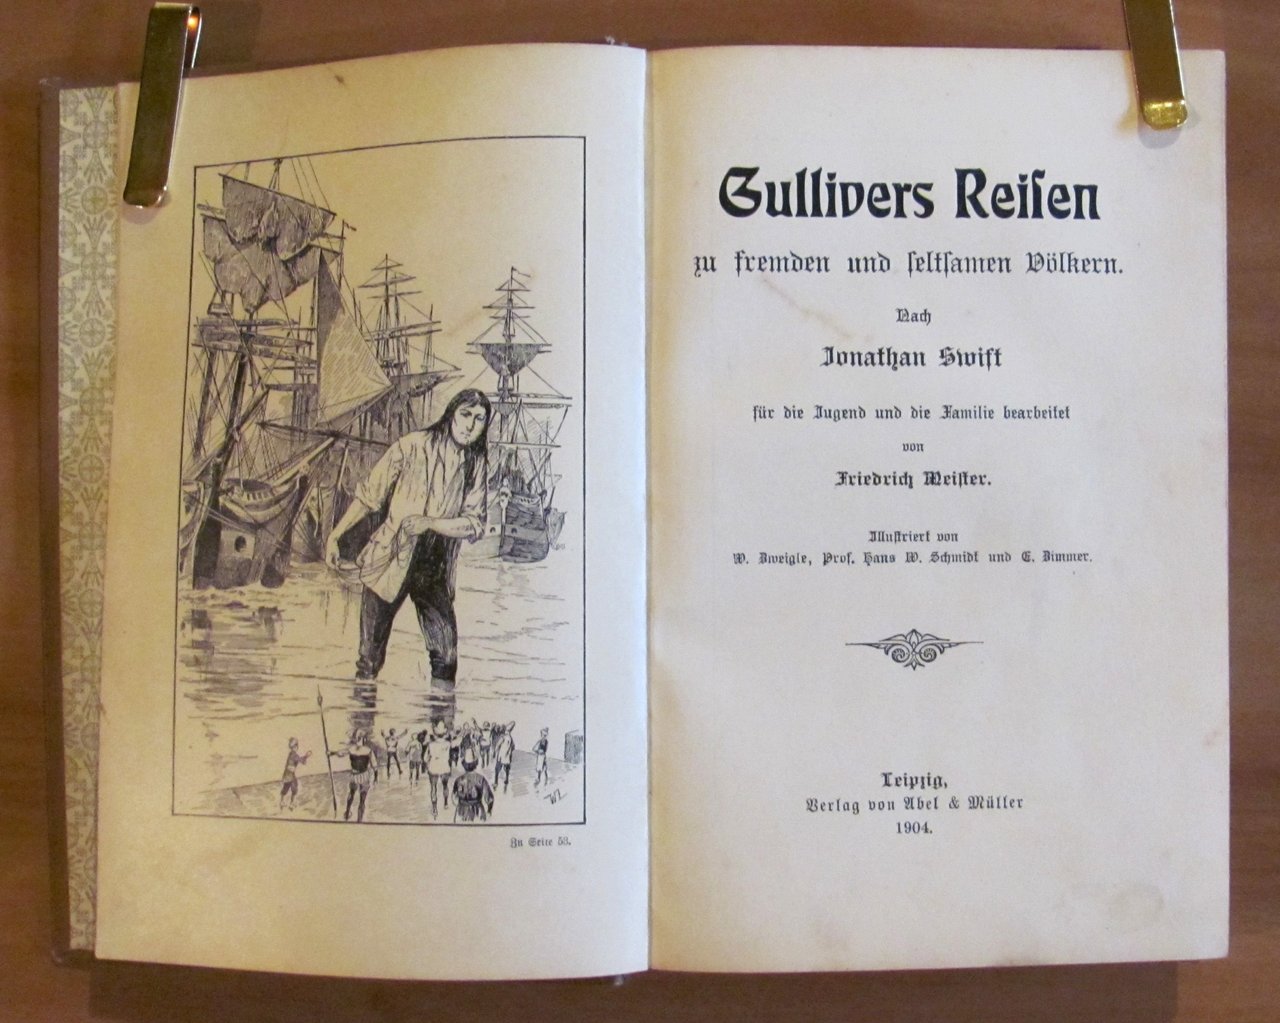 WZ
Zu Seite 53.
Gullivers Reiſen
zu fremden und ſeltſamen Völkern.
Nach
Jonathan Swift
für die Jugend und die Familie bearbeitet
von
Friedrich Meiſter.
Illuſtriert von
W. Zweigle, Prof. Hans W. Schmidt und E. Zimmer.
Leipzig,
Verlag von Abel & Müller
1904.